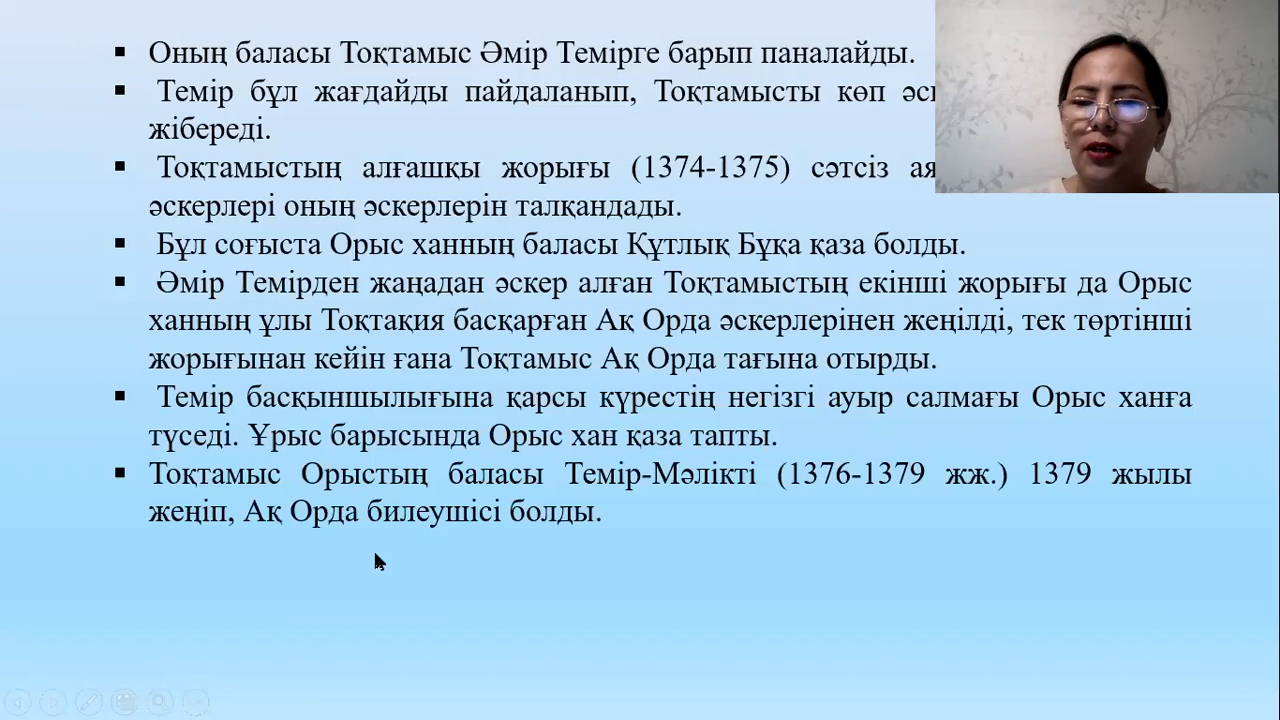 Оның баласы Тоқтамыс Әмір Темірге барып паналайды.
Темір бұл жағдайды пайдаланып, Тоқтамысты көп
жібереді.
Тоқтамыстың алғашқы жорығы (1374-1375) сәтсіз
әскерлері оның әскерлерін талқандады.
Бұл соғыста Орыс ханның баласы Құтлық Бұқа қаза болды.
Әмір Темірден жаңадан әскер алған Тоқтамыстың екінші жорығы да Орыс
ханның ұлы Тоқтақия басқарған Ақ Орда әскерлерінен жеңілді, тек төртінші
жорығынан кейін ғана Тоқтамыс Ақ Орда тағына отырды.
Темір басқыншылығына қарсы күрестің негізгі ауыр салмағы Орыс ханға
түседі. Ұрыс барысында Орыс хан қаза тапты.
Тоқтамыс Орыстың баласы Темір-Мәлікті (1376-1379 жж.) 1379 жылы
жеңіп, Ақ Орда билеушісі болды.